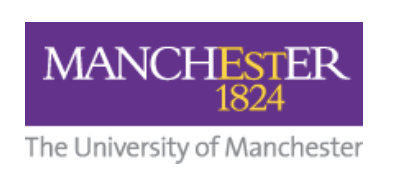 MANCHESTER
1824
The University of Manchester